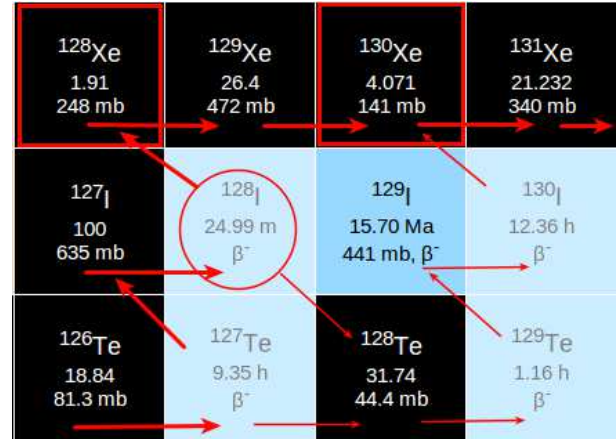 ¹²⁸Xe
1.91
248 mb
¹²⁹Xe
26.4
472 mb
¹³⁰Xe
4.071
141 mb
¹³¹Xe
21.232
340 mb
¹²⁷I
100
635 mb
¹²⁸I
24.99 m
β⁻
¹²⁹I
15.70 Ma
441 mb, β⁻
¹³⁰I
12.36 h
β⁻
¹²⁶Te
18.84
81.3 mb
¹²⁷Te
9.35 h
β⁻
¹²⁸Te
31.74
44.4 mb
¹²⁹Te
1.16 h
β⁻